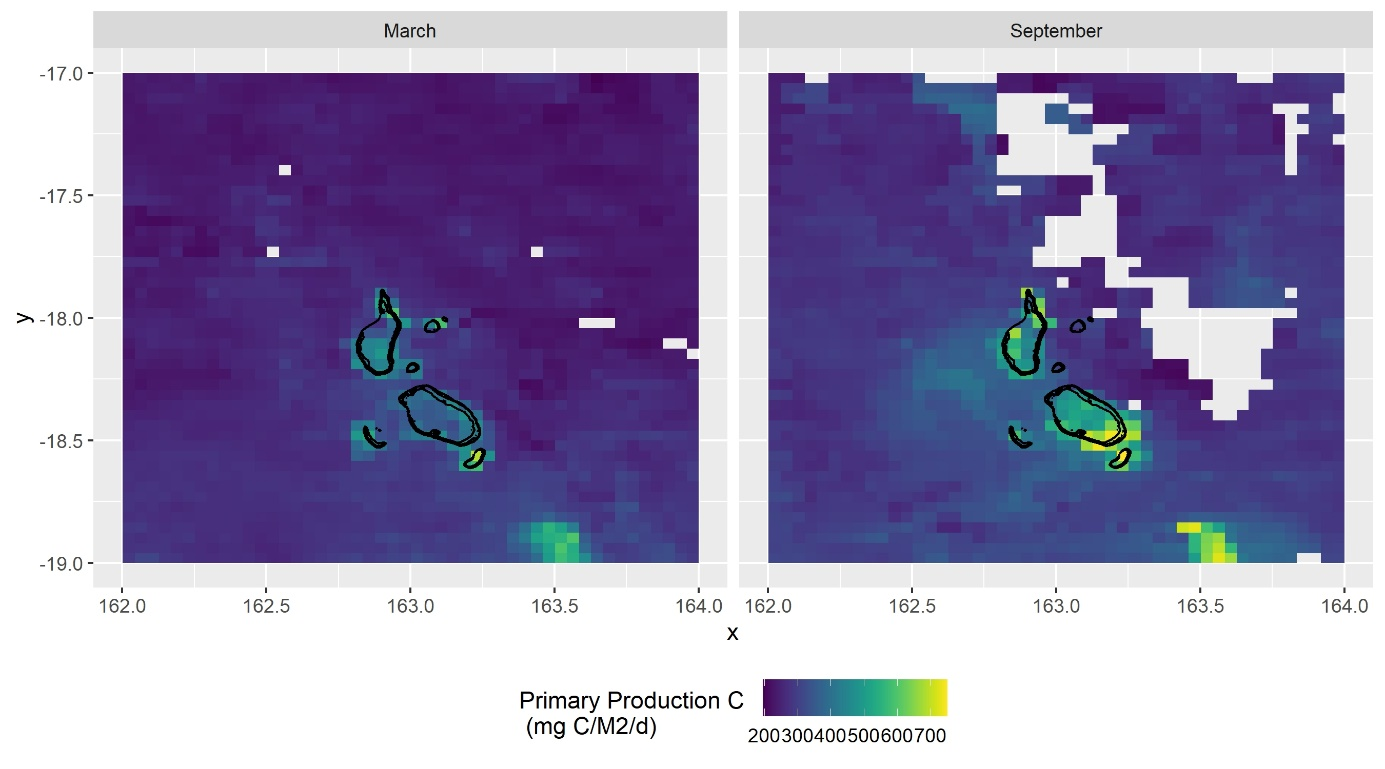 March
September
-17.0
-17.5
-18.0
-18.5
-19.0
y
162.0 162.5 163.0 163.5 164.0
162.0 162.5 163.0 163.5 164.0
x
Primary Production C
(mg C/M2/d)
200300400500600700